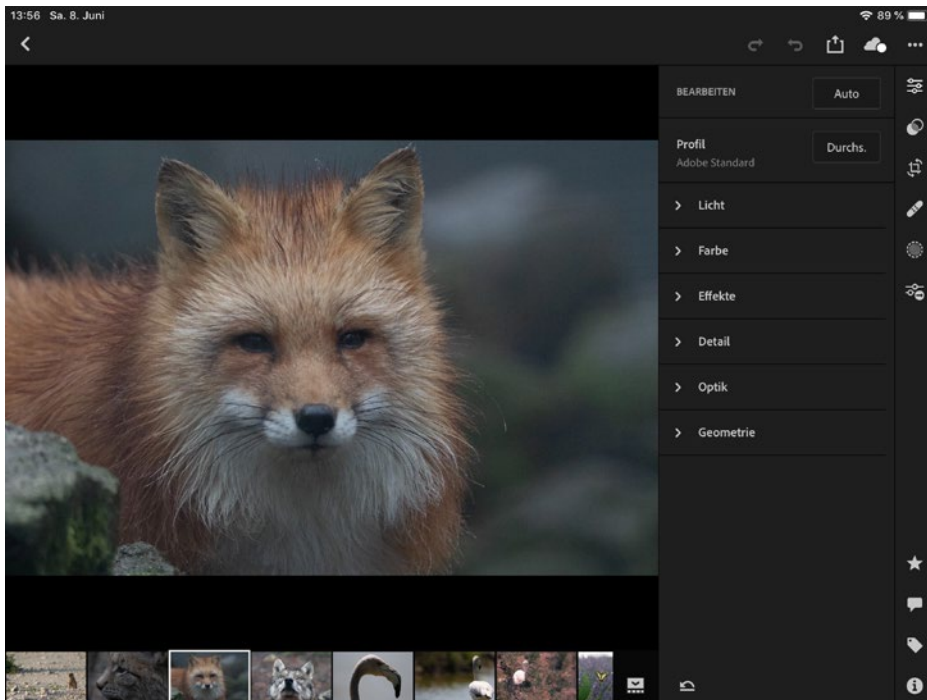 13:56 Sa. 8. Juni
89 %
BEARBEITEN
Auto
Profil
Adobe Standard
Durchs.
Licht
Farbe
Effekte
Detail
Optik
Geometrie